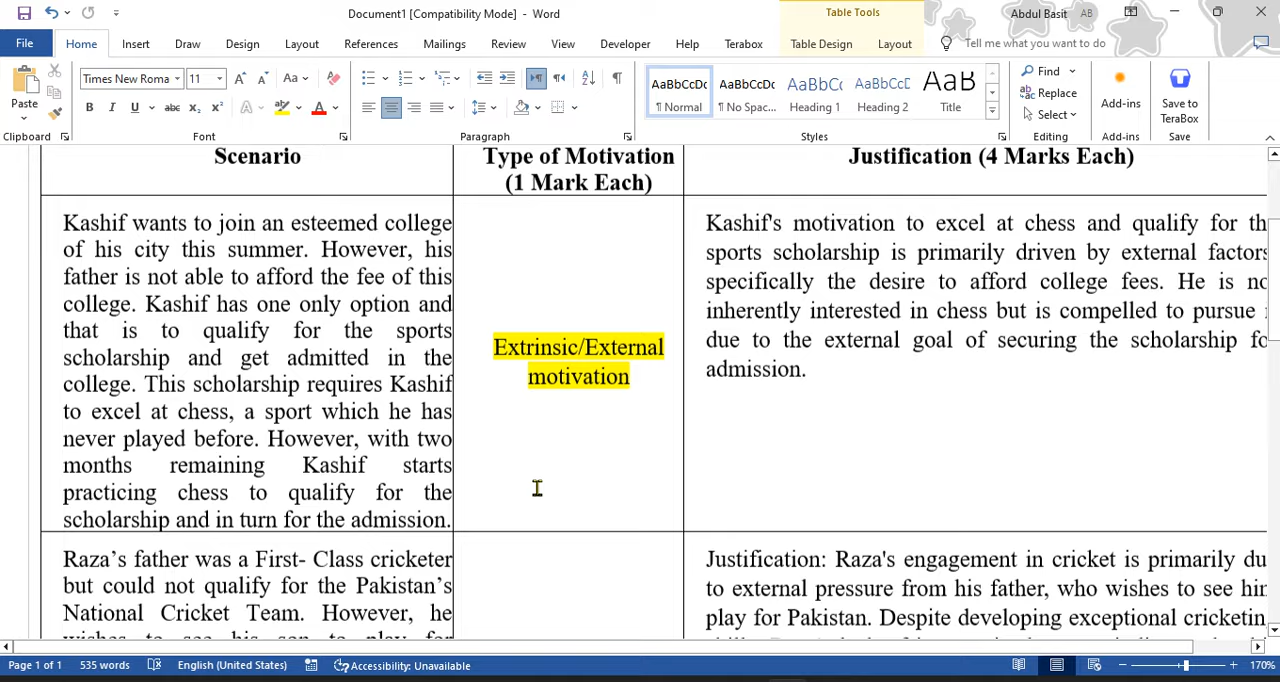 Document1 [Compatibility Mode] - Word
Table Tools
Abdul Basit
AB
File
Home
Insert
Draw
Design
Layout
References
Mailings
Review
View
Developer
Help
Terabox
Table Design
Layout
Tell me what you want to do
Paste
Times New Roma
11
Clipboard
Font
Paragraph
AaBbCcDc
¶ Normal
AaBbCcDc
¶ No Spac...
AaBbCc
Heading 1
AaBbCcD
Heading 2
AaB
Title
Styles
Find
Replace
Select
Editing
Add-ins
Add-ins
Save to
TeraBox
Save
Scenario
Type of Motivation
(1 Mark Each)
Justification (4 Marks Each)
Kashif wants to join an esteemed college
of his city this summer. However, his
father is not able to afford the fee of this
college. Kashif has one only option and
that is to qualify for the sports
scholarship and get admitted in the
college. This scholarship requires Kashif
to excel at chess, a sport which he has
never played before. However, with two
months remaining Kashif starts
practicing chess to qualify for the
scholarship and in turn for the admission.
Extrinsic/External
motivation
Kashif's motivation to excel at chess and qualify for th
sports scholarship is primarily driven by external factors
specifically the desire to afford college fees. He is no
inherently interested in chess but is compelled to pursue
due to the external goal of securing the scholarship fo
admission.
Raza's father was a First- Class cricketer
but could not qualify for the Pakistan's
National Cricket Team. However, he
wishes to see his son to play for
Justification: Raza's engagement in cricket is primarily du
to external pressure from his father, who wishes to see hin
play for Pakistan. Despite developing exceptional cricketin
Page 1 of 1
535 words
English (United States)
Accessibility: Unavailable
170%